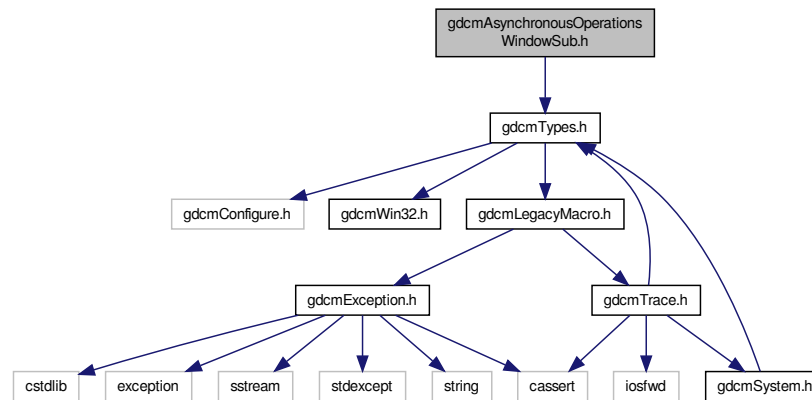 gdcmAsynchronousOperations
WindowSub.h
gdcmTypes.h
gdcmConfigure.h
gdcmWin32.h
gdcmLegacyMacro.h
gdcmException.h
gdcmTrace.h
cstdlib
exception
sstream
stdexcept
string
cassert
iosfwd
gdcmSystem.h